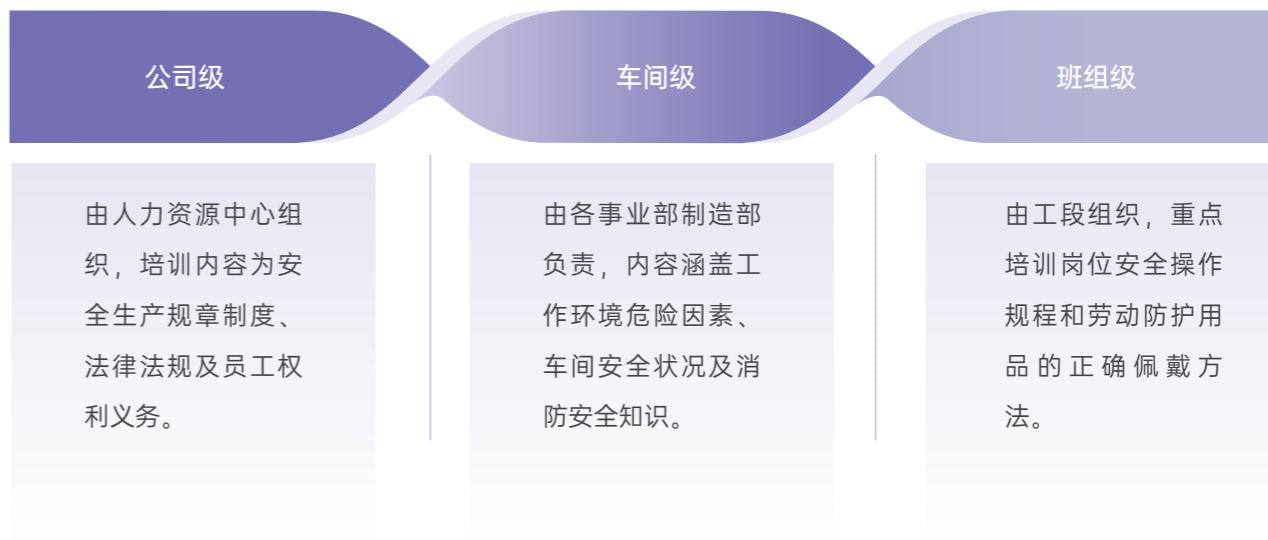 公司级
车间级
班组级
由人力资源中心组
织，培训内容为安
全生产规章制度、
法律法规及员工权
利义务。
由各事业部制造部
负责，内容涵盖工
作环境危险因素、
车间安全状况及消
防安全知识。
由工段组织，重点
培训岗位安全操作
规程和劳动防护用
品的正确佩戴方
法。